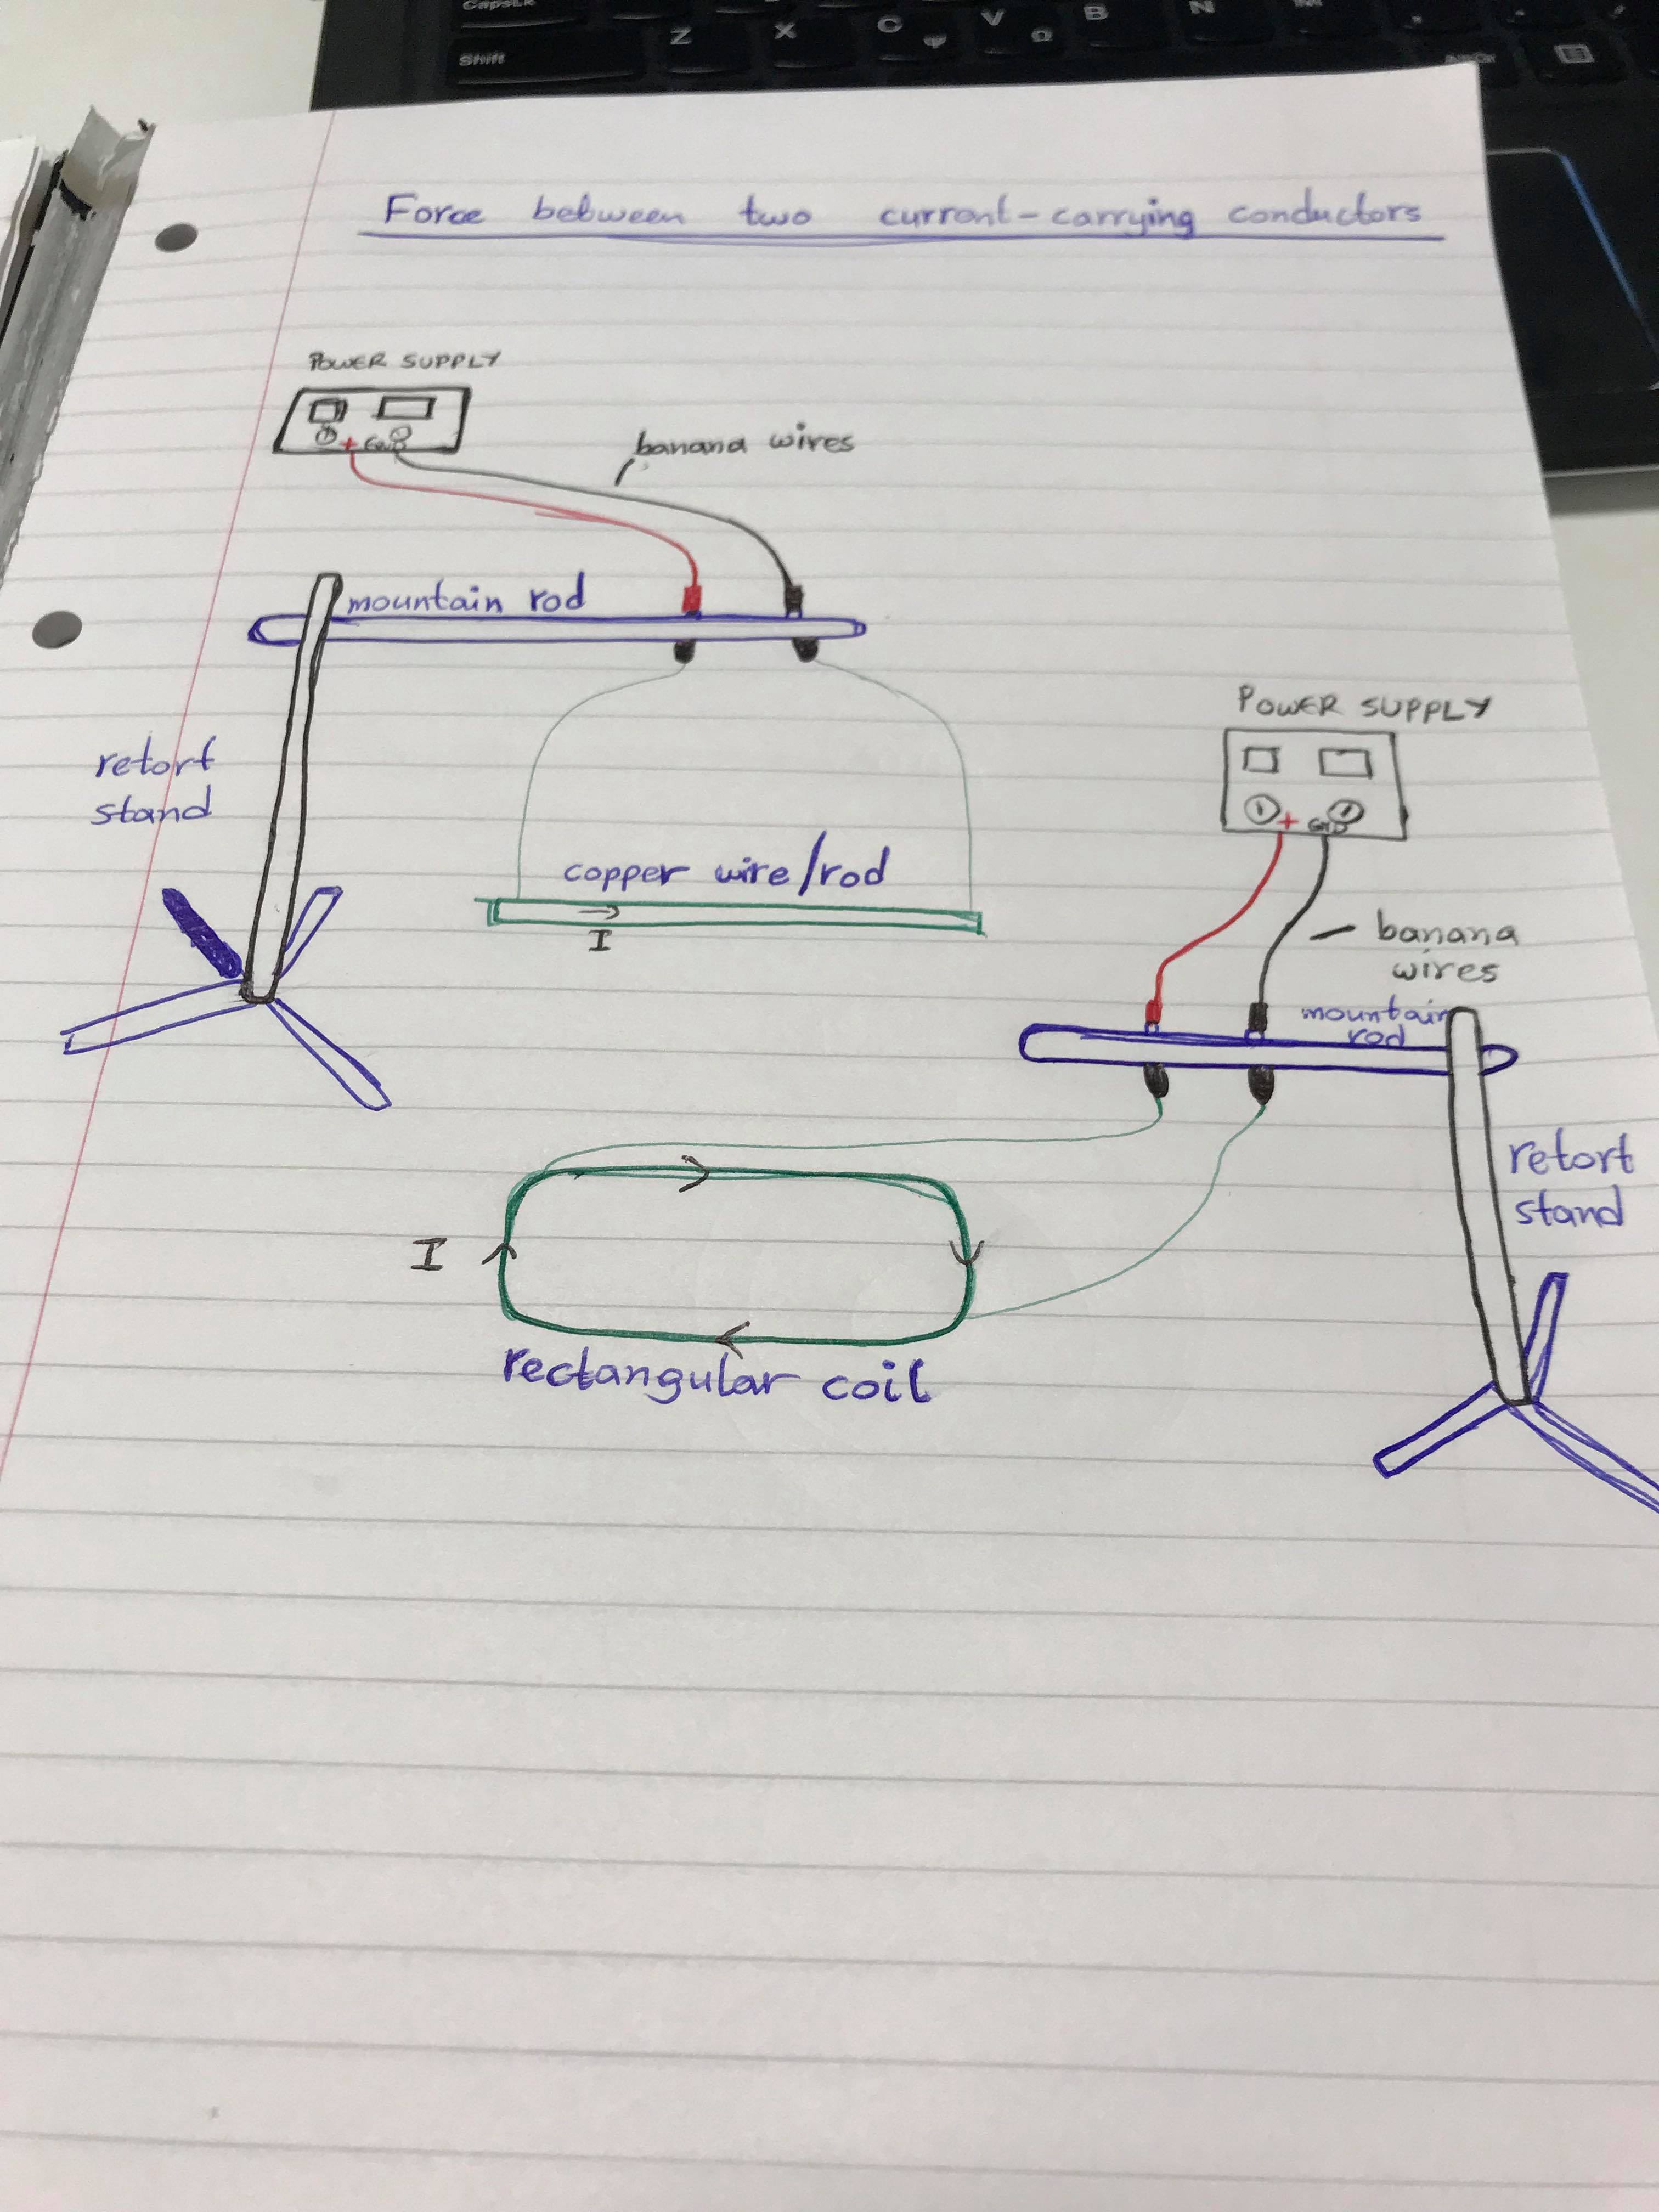 CapsLk
Shift
Z
X
C
V
B
N
M
Ψ
Ω
Force between two current-carrying conductors
POWER SUPPLY
+ GND
banana wires
mountain rod
retort
stand
copper wire/rod
I
POWER SUPPLY
+ GND
banana
wires
mountain
rod
retort
stand
I
rectangular coil